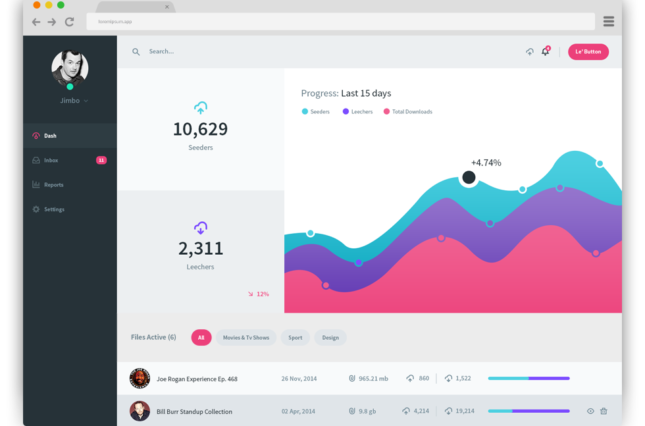 Search...
Le' Button
Jimbo
Dash
Inbox
Reports
Settings
10,629
Seeders
2,311
Leechers
12%
Progress: Last 15 days
Seeders
Leechers
Total Downloads
+4.74%
Files Active (6)
All
Movies & Tv Shows
Sport
Design
Joe Rogan Experience Ep. 468
26 Nov, 2014
965.21 mb
860
1,522
Bill Burr Standup Collection
02 Apr, 2014
9.8 gb
4,214
19,214